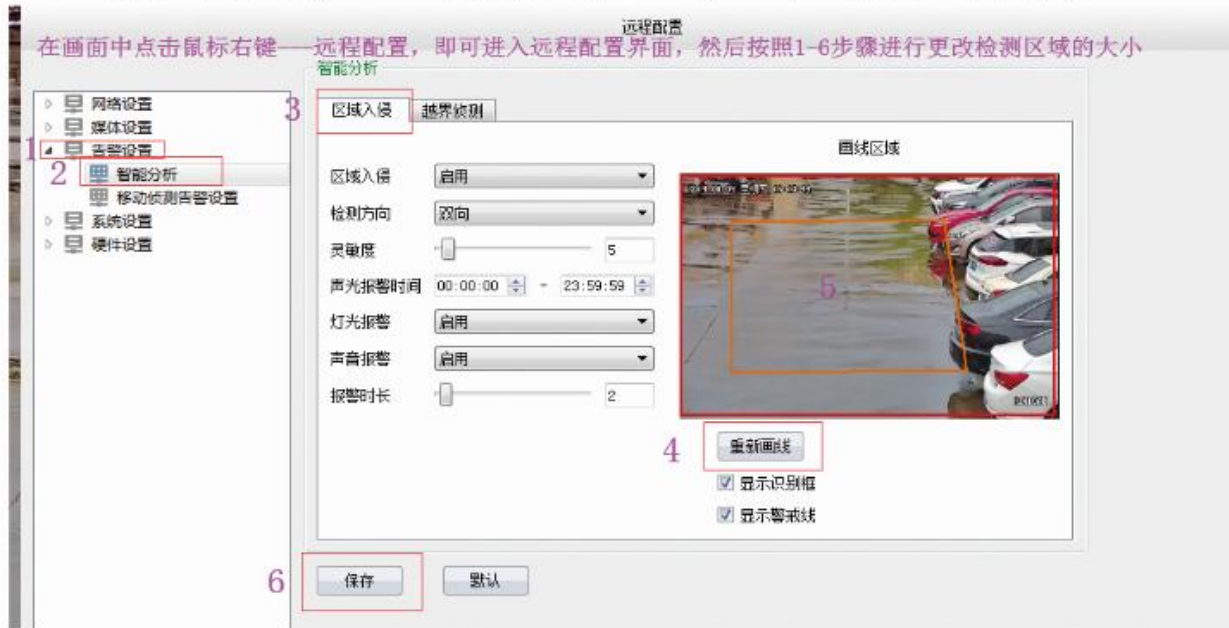 远程配置
在画面中点击鼠标右键---远程配置，即可进入远程配置界面，然后按照1-6步骤进行更改检测区域的大小
智能分析
网络设置
媒体设置
1 告警设置
2 智能分析
移动侦测告警设置
系统设置
硬件设置
3 区域入侵 越界侦测
画线区域
区域入侵 启用
检测方向 双向
灵敏度 5
声光报警时间 00:00:00 - 23:59:59
灯光报警 启用
声音报警 启用
报警时长 2
5
4 重新画线
显示识别框
显示警戒线
6 保存 默认